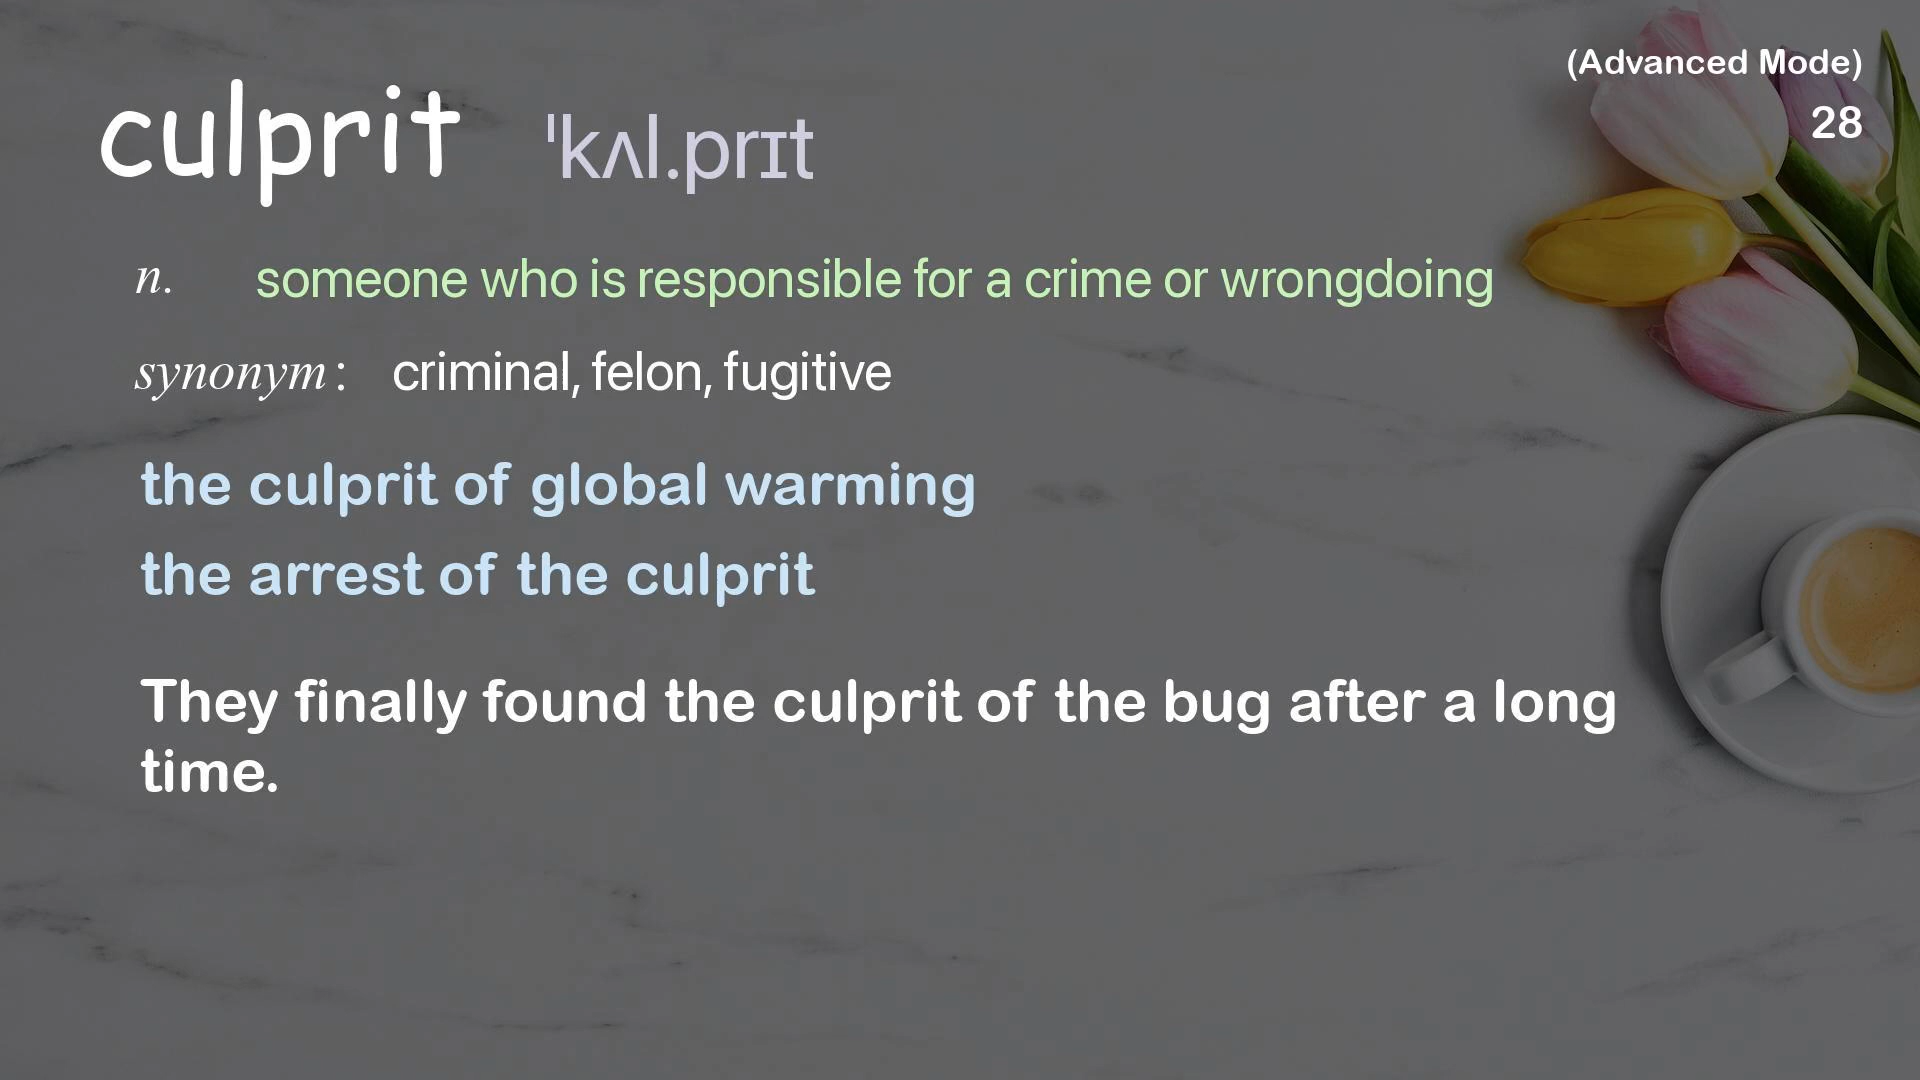 (Advanced Mode)
culprit ˈkʌl.prɪt
28
n. someone who is responsible for a crime or wrongdoing
synonym: criminal, felon, fugitive
the culprit of global warming
the arrest of the culprit
They finally found the culprit of the bug after a long
time.